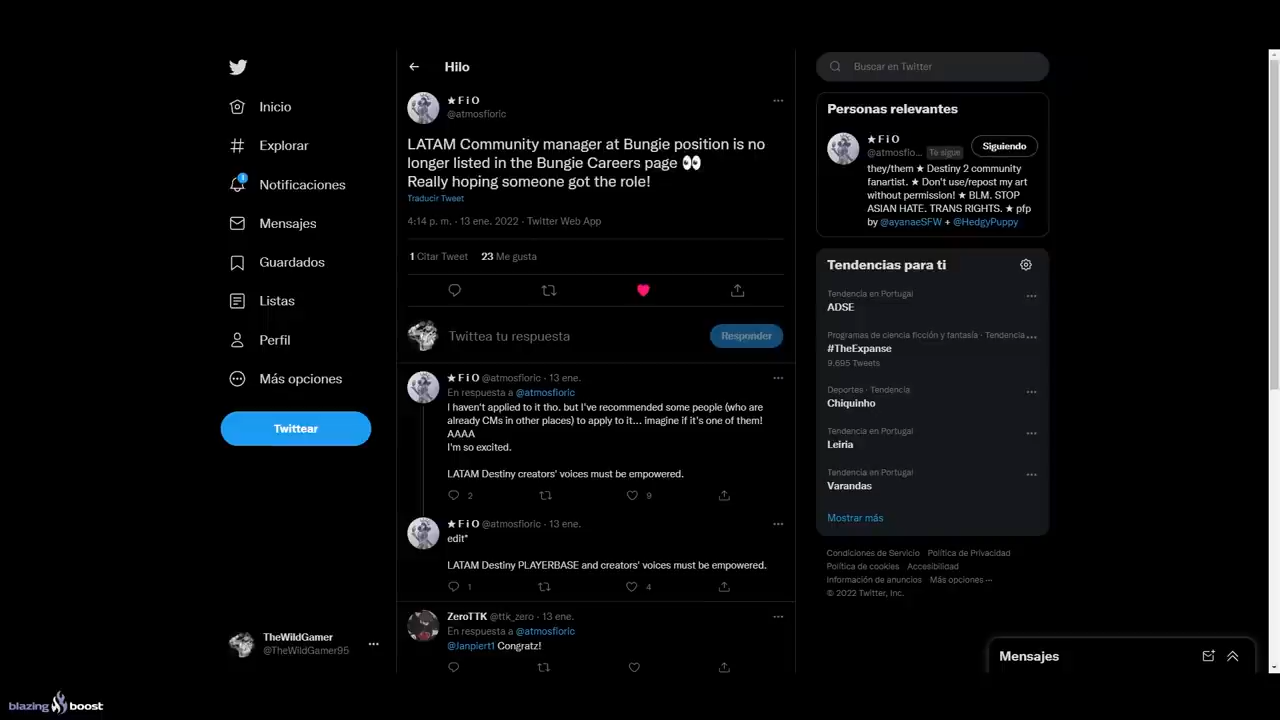 Inicio
Explorar
1
Notificaciones
Mensajes
Guardados
Listas
Perfil
Más opciones
Twittear
TheWildGamer
@TheWildGamer95
Hilo
★ F i O
@atmosfioric
LATAM Community manager at Bungie position is no
longer listed in the Bungie Careers page 👀
Really hoping someone got the role!
Traducir Tweet
4:14 p. m. · 13 ene. 2022 · Twitter Web App
1 Citar Tweet 23 Me gusta
Twittea tu respuesta
Responder
★ F i O @atmosfioric · 13 ene.
En respuesta a @atmosfioric
I haven't applied to it tho. but I've recommended some people (who are
already CMs in other places) to apply to it... imagine if it's one of them!
AAAA
I'm so excited.
LATAM Destiny creators' voices must be empowered.
2 9
★ F i O @atmosfioric · 13 ene.
edit*
LATAM Destiny PLAYERBASE and creators' voices must be empowered.
1 4
ZeroTTK @ttk_zero · 13 ene.
En respuesta a @atmosfioric
@Janpiert1 Congratz!
Buscar en Twitter
Personas relevantes
★ F i O
@atmosfio... Te sigue
Siguiendo
they/them ★ Destiny 2 community
fanartist. ★ Don't use/repost my art
without permission! ★ BLM. STOP
ASIAN HATE. TRANS RIGHTS. ★ pfp
by @ayanaeSFW + @HedgyPuppy
Tendencias para ti
Tendencia en Portugal
ADSE
Programas de ciencia ficción y fantasía · Tendencia
#TheExpanse
9.695 Tweets
Deportes · Tendencia
Chiquinho
Tendencia en Portugal
Leiria
Tendencia en Portugal
Varandas
Mostrar más
Condiciones de Servicio Política de Privacidad
Política de cookies Accesibilidad
Información de anuncios Más opciones ···
© 2022 Twitter, Inc.
Mensajes
blazing boost